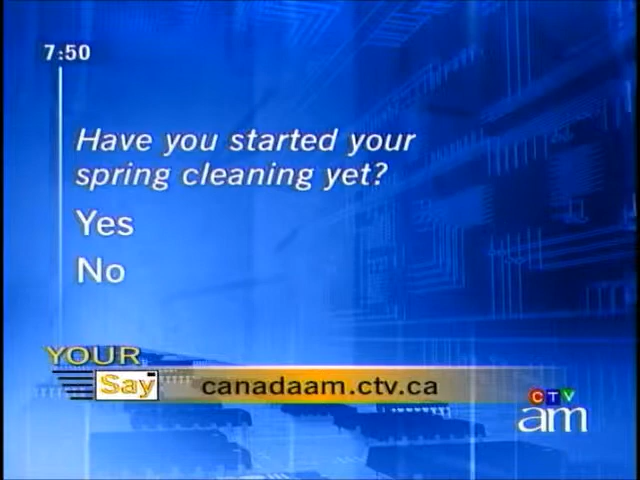 7:50
Have you started your
spring cleaning yet?
Yes
No
YOUR
Say
canadaam.ctv.ca
CTV
am